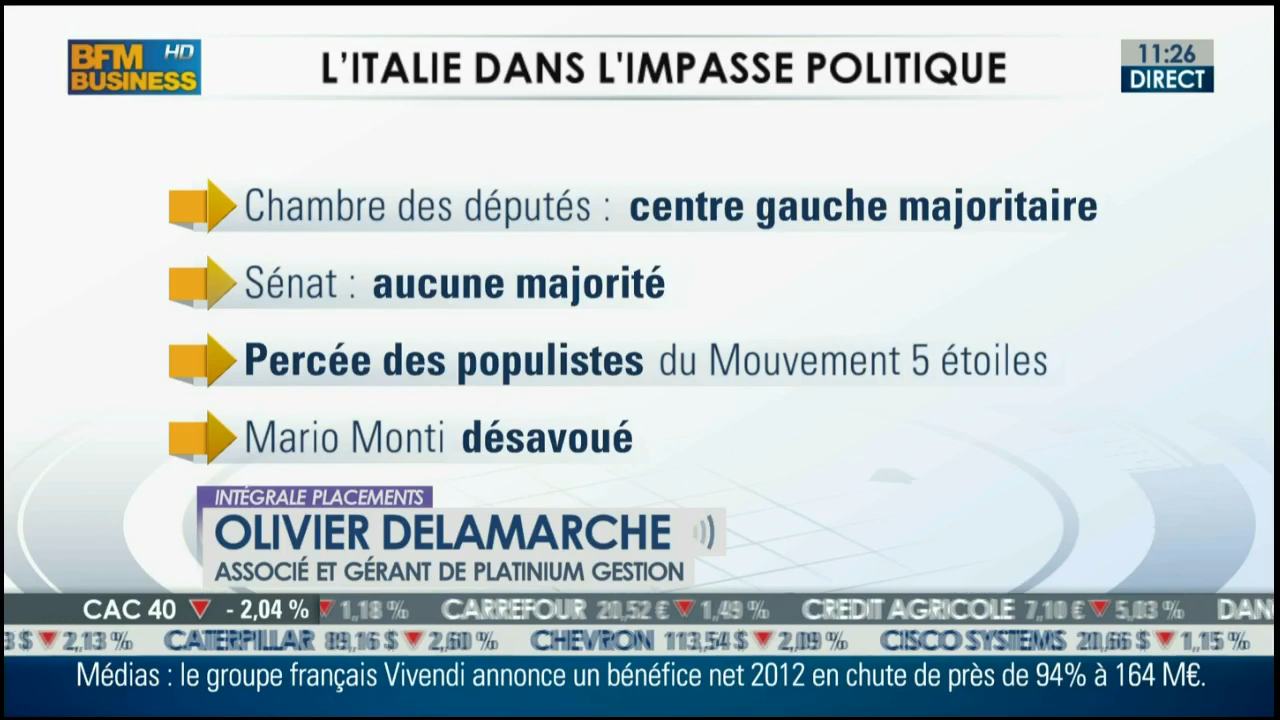 BFM HD
BUSINESS
L'ITALIE DANS L'IMPASSE POLITIQUE
11:26
DIRECT
Chambre des députés : centre gauche majoritaire
Sénat : aucune majorité
Percée des populistes du Mouvement 5 étoiles
Mario Monti désavoué
INTÉGRALE PLACEMENTS
OLIVIER DELAMARCHE
ASSOCIÉ ET GÉRANT DE PLATINIUM GESTION
CAC 40 - 2,04 % 1,18 % CARREFOUR 20,52 € 1,49 % CREDIT AGRICOLE 7,10 € 5,03 % DAN
$ 2,13 % CATERPILLAR 89,16 $ 2,60 % CHEVRON 113,54 $ 2,09 % CISCO SYSTEMS 20,66 $ 1,15 %
Médias : le groupe français Vivendi annonce un bénéfice net 2012 en chute de près de 94% à 164 M€.